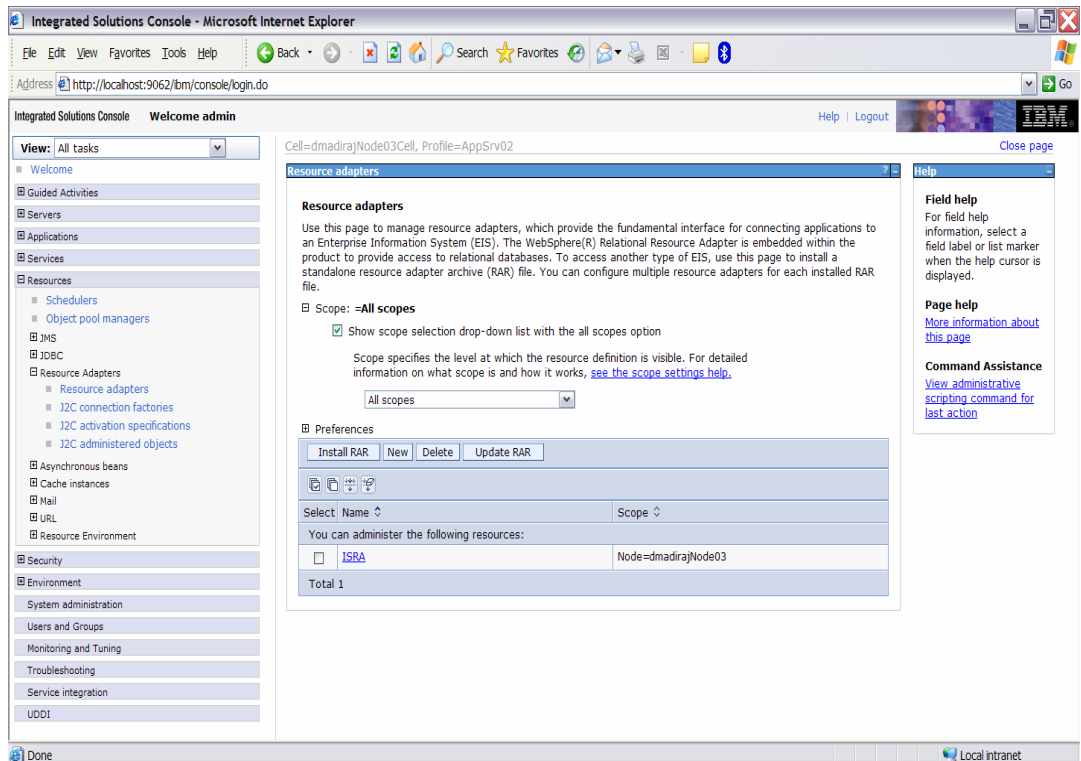 Integrated Solutions Console - Microsoft Internet Explorer
File Edit View Favorites Tools Help
Back
Search
Favorites
Address http://localhost:9062/ibm/console/login.do
Go
Integrated Solutions Console Welcome admin
Help | Logout
IBM®
View: All tasks
Welcome
Guided Activities
Servers
Applications
Services
Resources
Schedulers
Object pool managers
JMS
JDBC
Resource Adapters
Resource adapters
J2C connection factories
J2C activation specifications
J2C administered objects
Asynchronous beans
Cache instances
Mail
URL
Resource Environment
Security
Environment
System administration
Users and Groups
Monitoring and Tuning
Troubleshooting
Service integration
UDDI
Cell=dmadirajNode03Cell, Profile=AppSrv02
Close page
Resource adapters
? -
Resource adapters
Use this page to manage resource adapters, which provide the fundamental interface for connecting applications to
an Enterprise Information System (EIS). The WebSphere(R) Relational Resource Adapter is embedded within the
product to provide access to relational databases. To access another type of EIS, use this page to install a
standalone resource adapter archive (RAR) file. You can configure multiple resource adapters for each installed RAR
file.
Scope: =All scopes
Show scope selection drop-down list with the all scopes option
Scope specifies the level at which the resource definition is visible. For detailed
information on what scope is and how it works, see the scope settings help.
All scopes
Preferences
Install RAR New Delete Update RAR
Select Name Scope
You can administer the following resources:
ISRA Node=dmadirajNode03
Total 1
Help
Field help
For field help
information, select a
field label or list marker
when the help cursor is
displayed.
Page help
More information about
this page
Command Assistance
View administrative
scripting command for
last action
Done
Local intranet